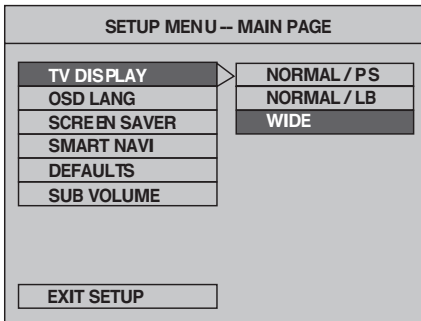 SETUP MENU -- MAIN PAGE
TV DISPLAY
OSD LANG
SCREEN SAVER
SMART NAVI
DEFAULTS
SUB VOLUME
NORMAL / PS
NORMAL / LB
WIDE
EXIT SETUP